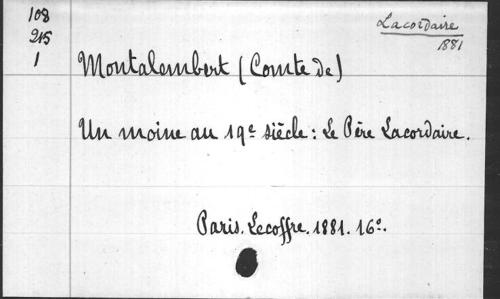 108
215
1
Lacordaire
1881
Montalembert (Comte de)
Un moine au 19e siècle : Le Père Lacordaire.
Paris. Lecoffre. 1881. 16o.